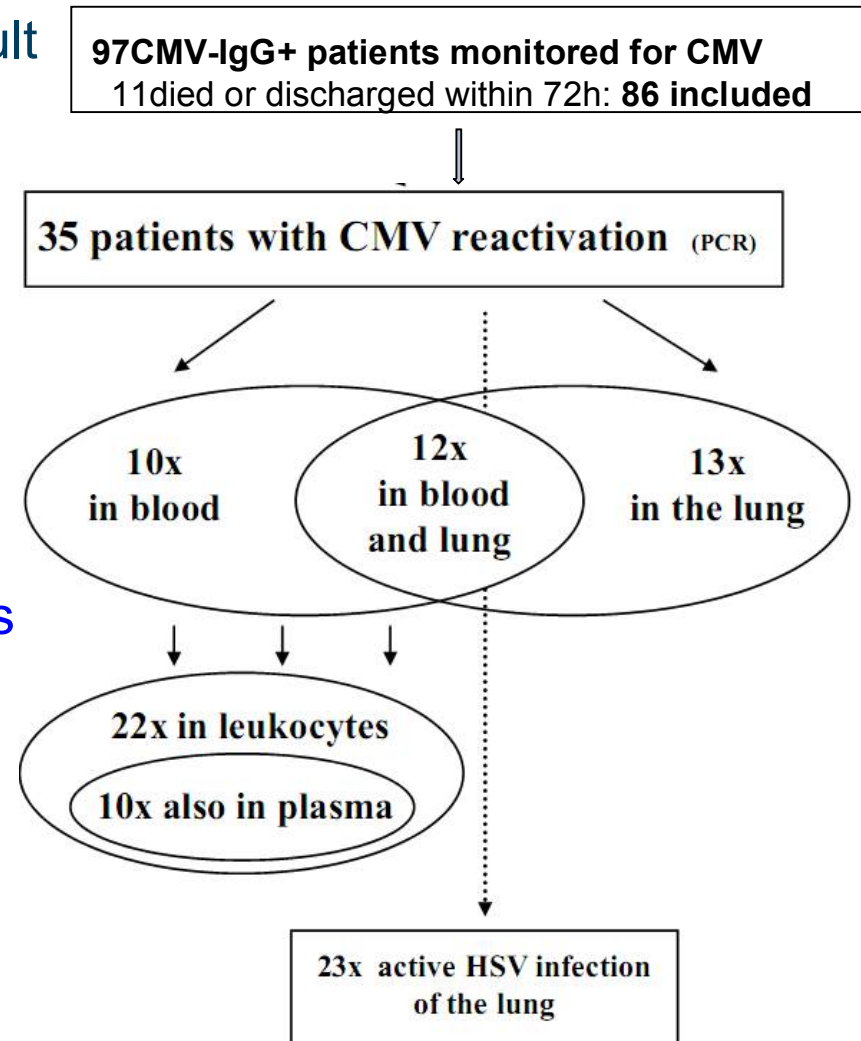 ult
97CMV-IgG+ patients monitored for CMV
11died or discharged within 72h: 86 included
35 patients with CMV reactivation (PCR)
10x
in blood
12x
in blood
and lung
13x
in the lung
s
22x in leukocytes
10x also in plasma
23x active HSV infection
of the lung